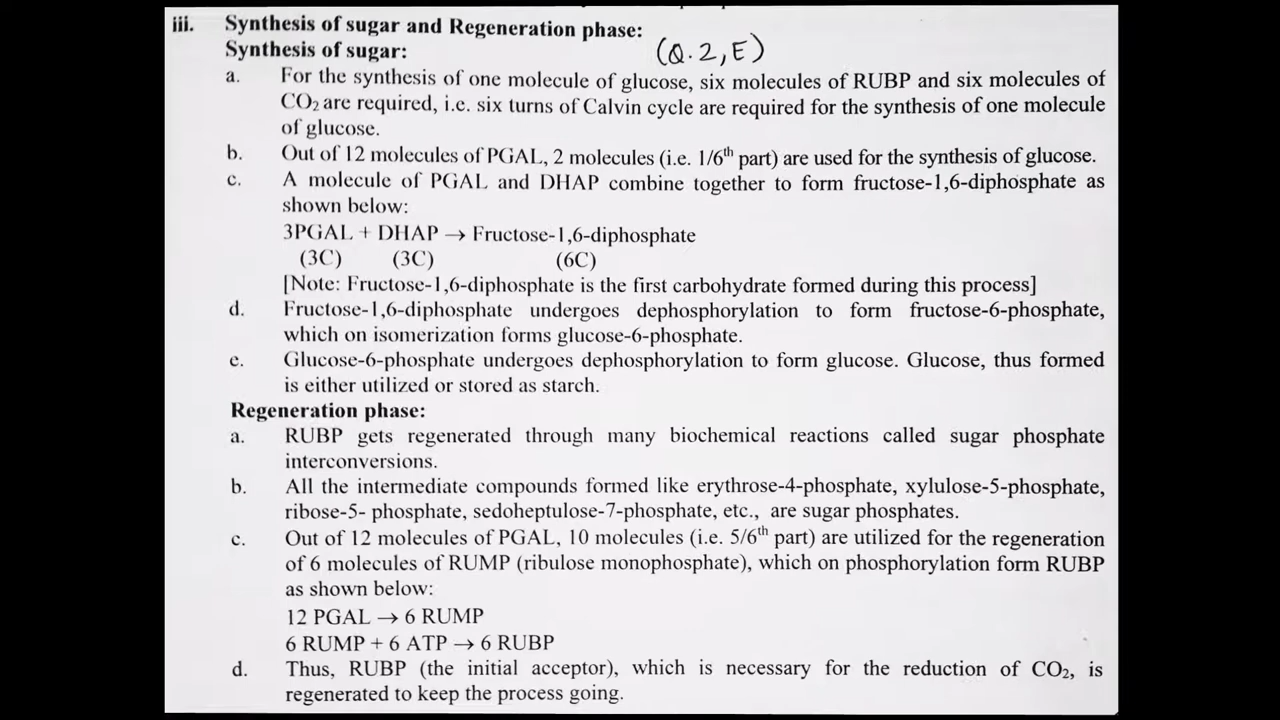 iii. Synthesis of sugar and Regeneration phase:
Synthesis of sugar: (Q.2,E)
a. For the synthesis of one molecule of glucose, six molecules of RUBP and six molecules of
CO₂ are required, i.e. six turns of Calvin cycle are required for the synthesis of one molecule
of glucose.
b. Out of 12 molecules of PGAL, 2 molecules (i.e. 1/6th part) are used for the synthesis of glucose.
c. A molecule of PGAL and DHAP combine together to form fructose-1,6-diphosphate as
shown below:
3PGAL + DHAP → Fructose-1,6-diphosphate
(3C) (3C) (6C)
[Note: Fructose-1,6-diphosphate is the first carbohydrate formed during this process]
d. Fructose-1,6-diphosphate undergoes dephosphorylation to form fructose-6-phosphate,
which on isomerization forms glucose-6-phosphate.
e. Glucose-6-phosphate undergoes dephosphorylation to form glucose. Glucose, thus formed
is either utilized or stored as starch.
Regeneration phase:
a. RUBP gets regenerated through many biochemical reactions called sugar phosphate
interconversions.
b. All the intermediate compounds formed like erythrose-4-phosphate, xylulose-5-phosphate,
ribose-5- phosphate, sedoheptulose-7-phosphate, etc., are sugar phosphates.
c. Out of 12 molecules of PGAL, 10 molecules (i.e. 5/6th part) are utilized for the regeneration
of 6 molecules of RUMP (ribulose monophosphate), which on phosphorylation form RUBP
as shown below:
12 PGAL → 6 RUMP
6 RUMP + 6 ATP → 6 RUBP
d. Thus, RUBP (the initial acceptor), which is necessary for the reduction of CO₂, is
regenerated to keep the process going.